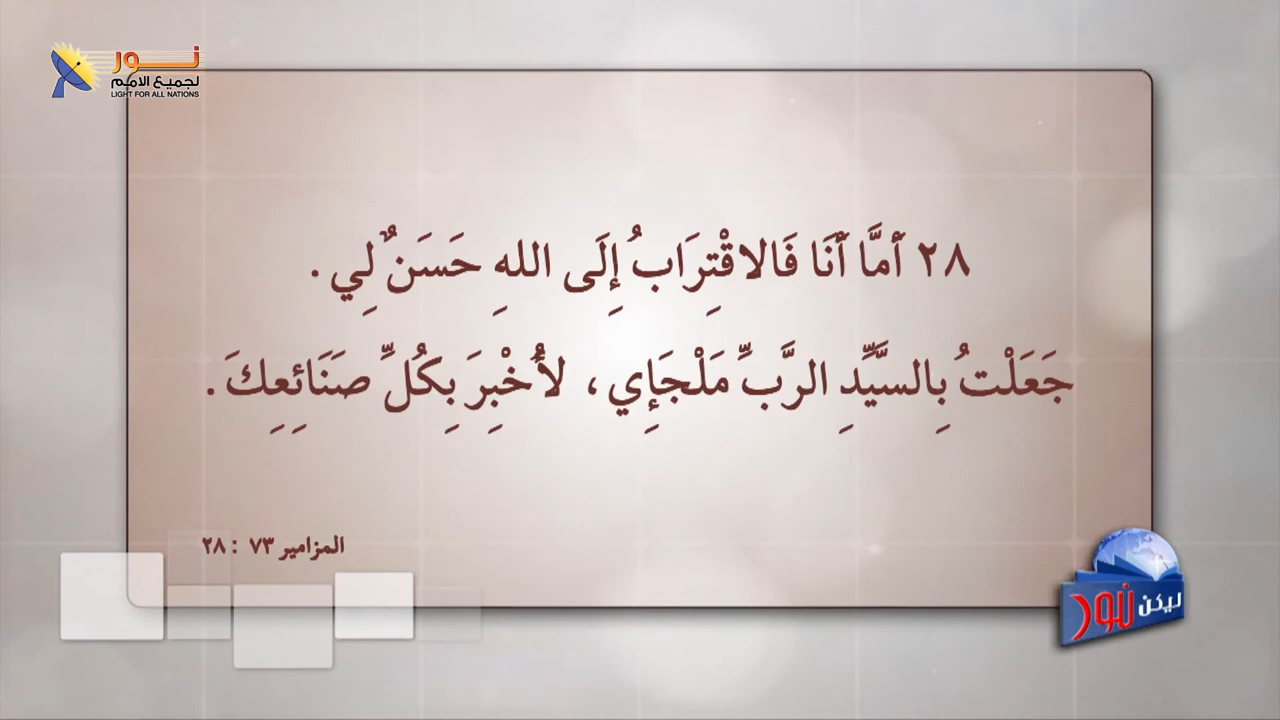 نور
لجميع الامم
LIGHT FOR ALL NATIONS
٢٨ أَمَّا أَنَا فَالاقْتِرَابُ إِلَى اللهِ حَسَنٌ لِي .
جَعَلْتُ بِالسَّيِّدِ الرَّبِّ مَلْجَإِي ، لأُخْبِرَ بِكُلِّ صَنَائِعِكَ .
المزامير ٧٣ : ٢٨
ليكن نور